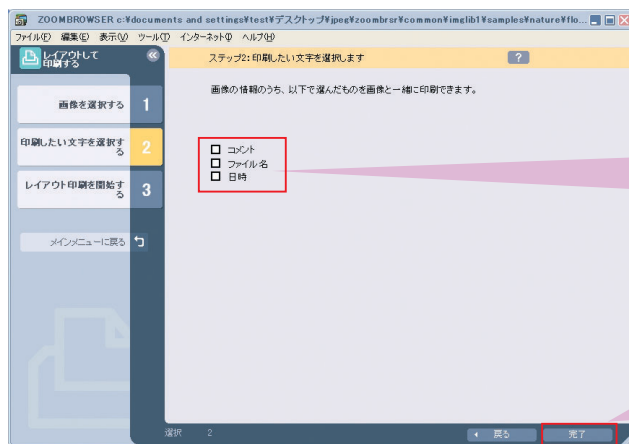 ZOOMBROWSER c:¥documents and settings¥test¥デスクトップ¥jpeg¥zoombrsr¥common¥imglib1¥samples¥nature¥flo...
ファイル(F) 編集(E) 表示(V) ツール(T) インターネット(I) ヘルプ(H)
レイアウトして
印刷する
ステップ2: 印刷したい文字を選択します
?
画像の情報のうち、以下で選んだものを画像と一緒に印刷できます。
画像を選択する 1
印刷したい文字を選択す
る 2
コメント
ファイル名
日時
レイアウト印刷を開始す
る 3
メインメニューに戻る
選択 2
戻る
完了